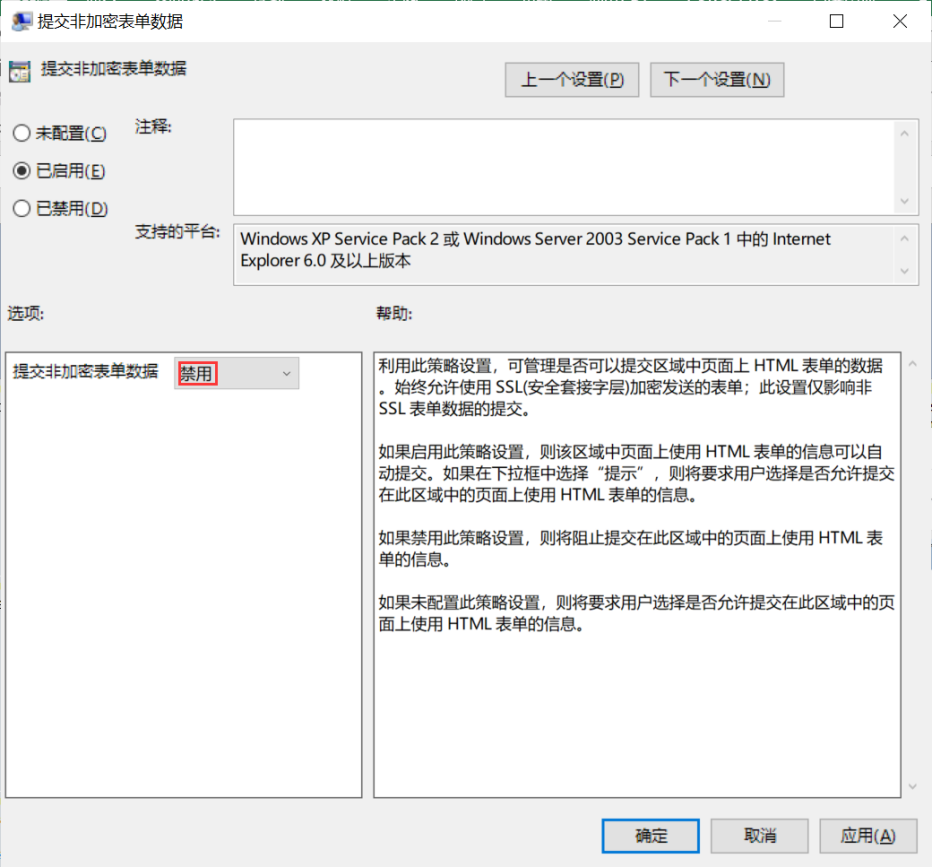 提交非加密表单数据
提交非加密表单数据
上一个设置(P)
下一个设置(N)
未配置(C)
注释:
已启用(E)
已禁用(D)
支持的平台:
Windows XP Service Pack 2 或 Windows Server 2003 Service Pack 1 中的 Internet
Explorer 6.0 及以上版本
选项:
帮助:
提交非加密表单数据
禁用
利用此策略设置，可管理是否可以提交区域中页面上 HTML 表单的数据
。始终允许使用 SSL(安全套接字层)加密发送的表单；此设置仅影响非
SSL 表单数据的提交。
如果启用此策略设置，则该区域中页面上使用 HTML 表单的信息可以自
动提交。如果在下拉框中选择“提示”，则将要求用户选择是否允许提交
在此区域中的页面上使用 HTML 表单的信息。
如果禁用此策略设置，则将阻止提交在此区域中的页面上使用 HTML 表
单的信息。
如果未配置此策略设置，则将要求用户选择是否允许提交在此区域中的页
面上使用 HTML 表单的信息。
确定
取消
应用(A)